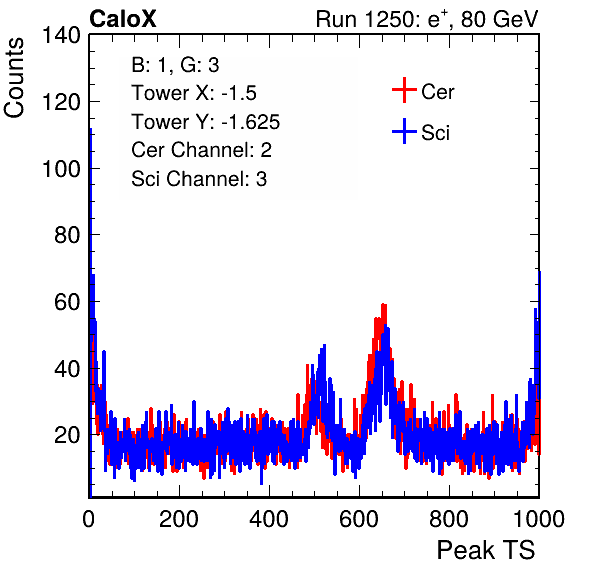 CaloX Run 1250: e⁺, 80 GeV
Counts
140
120
100
80
60
40
20
B: 1, G: 3
Tower X: -1.5
Tower Y: -1.625
Cer Channel: 2
Sci Channel: 3
Cer
Sci
0 200 400 600 800 1000
Peak TS